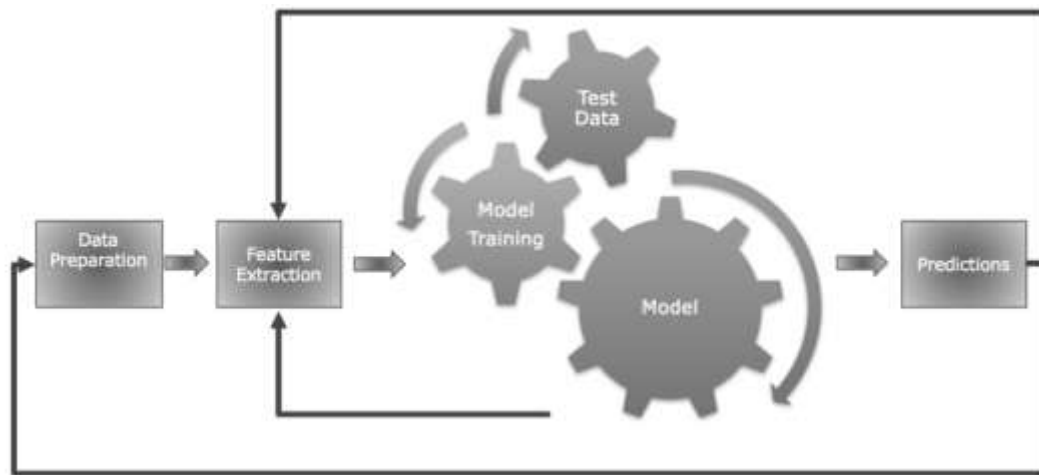 Data
Preparation
Feature
Extraction
Test
Data
Model
Training
Model
Predictions